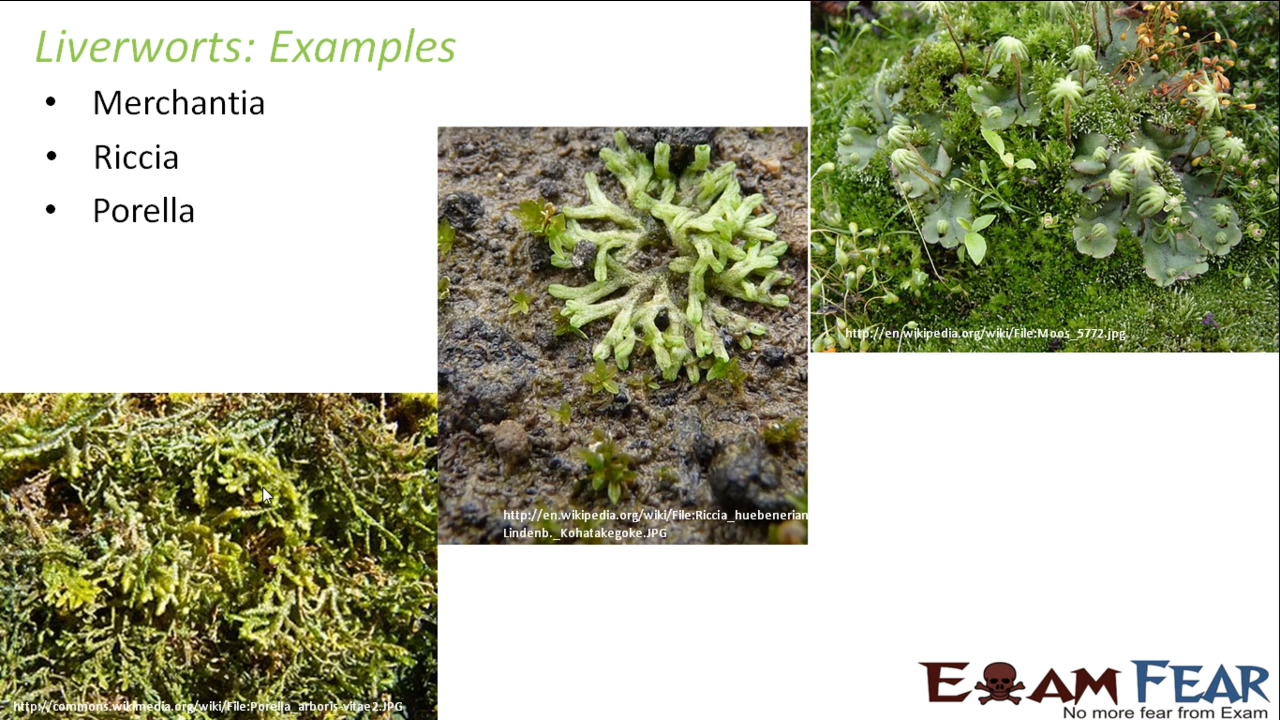 Liverworts: Examples
• Merchantia
• Riccia
• Porella
http://en.wikipedia.org/wiki/File:Moos_5772.jpg
http://en.wikipedia.org/wiki/File:Riccia_huebenerian
Lindenb._Kohatakegoke.JPG
http://commons.wikimedia.org/wiki/File:Porella_arboris-vitae2.JPG
EXAM FEAR
No more fear from Exam